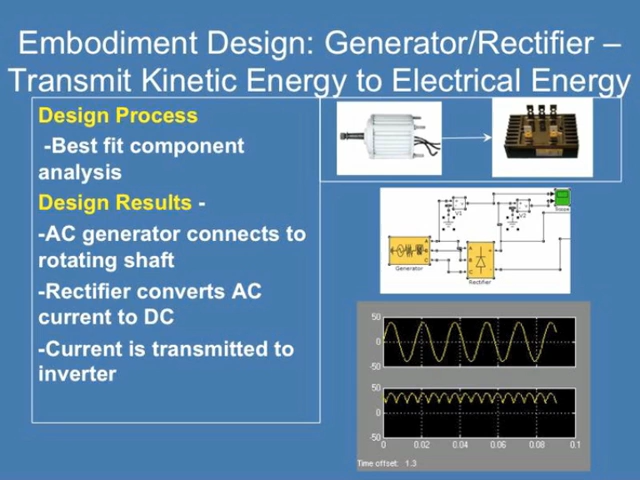 Embodiment Design: Generator/Rectifier –
Transmit Kinetic Energy to Electrical Energy
Design Process
-Best fit component
analysis
Design Results -
-AC generator connects to
rotating shaft
-Rectifier converts AC
current to DC
-Current is transmitted to
inverter
V1
V2
A
B
C
A
B
C
Generator
Rectifier
50
0
-50
50
0
-50
0 0.02 0.04 0.06 0.08 0.1
Time offset: 1.3